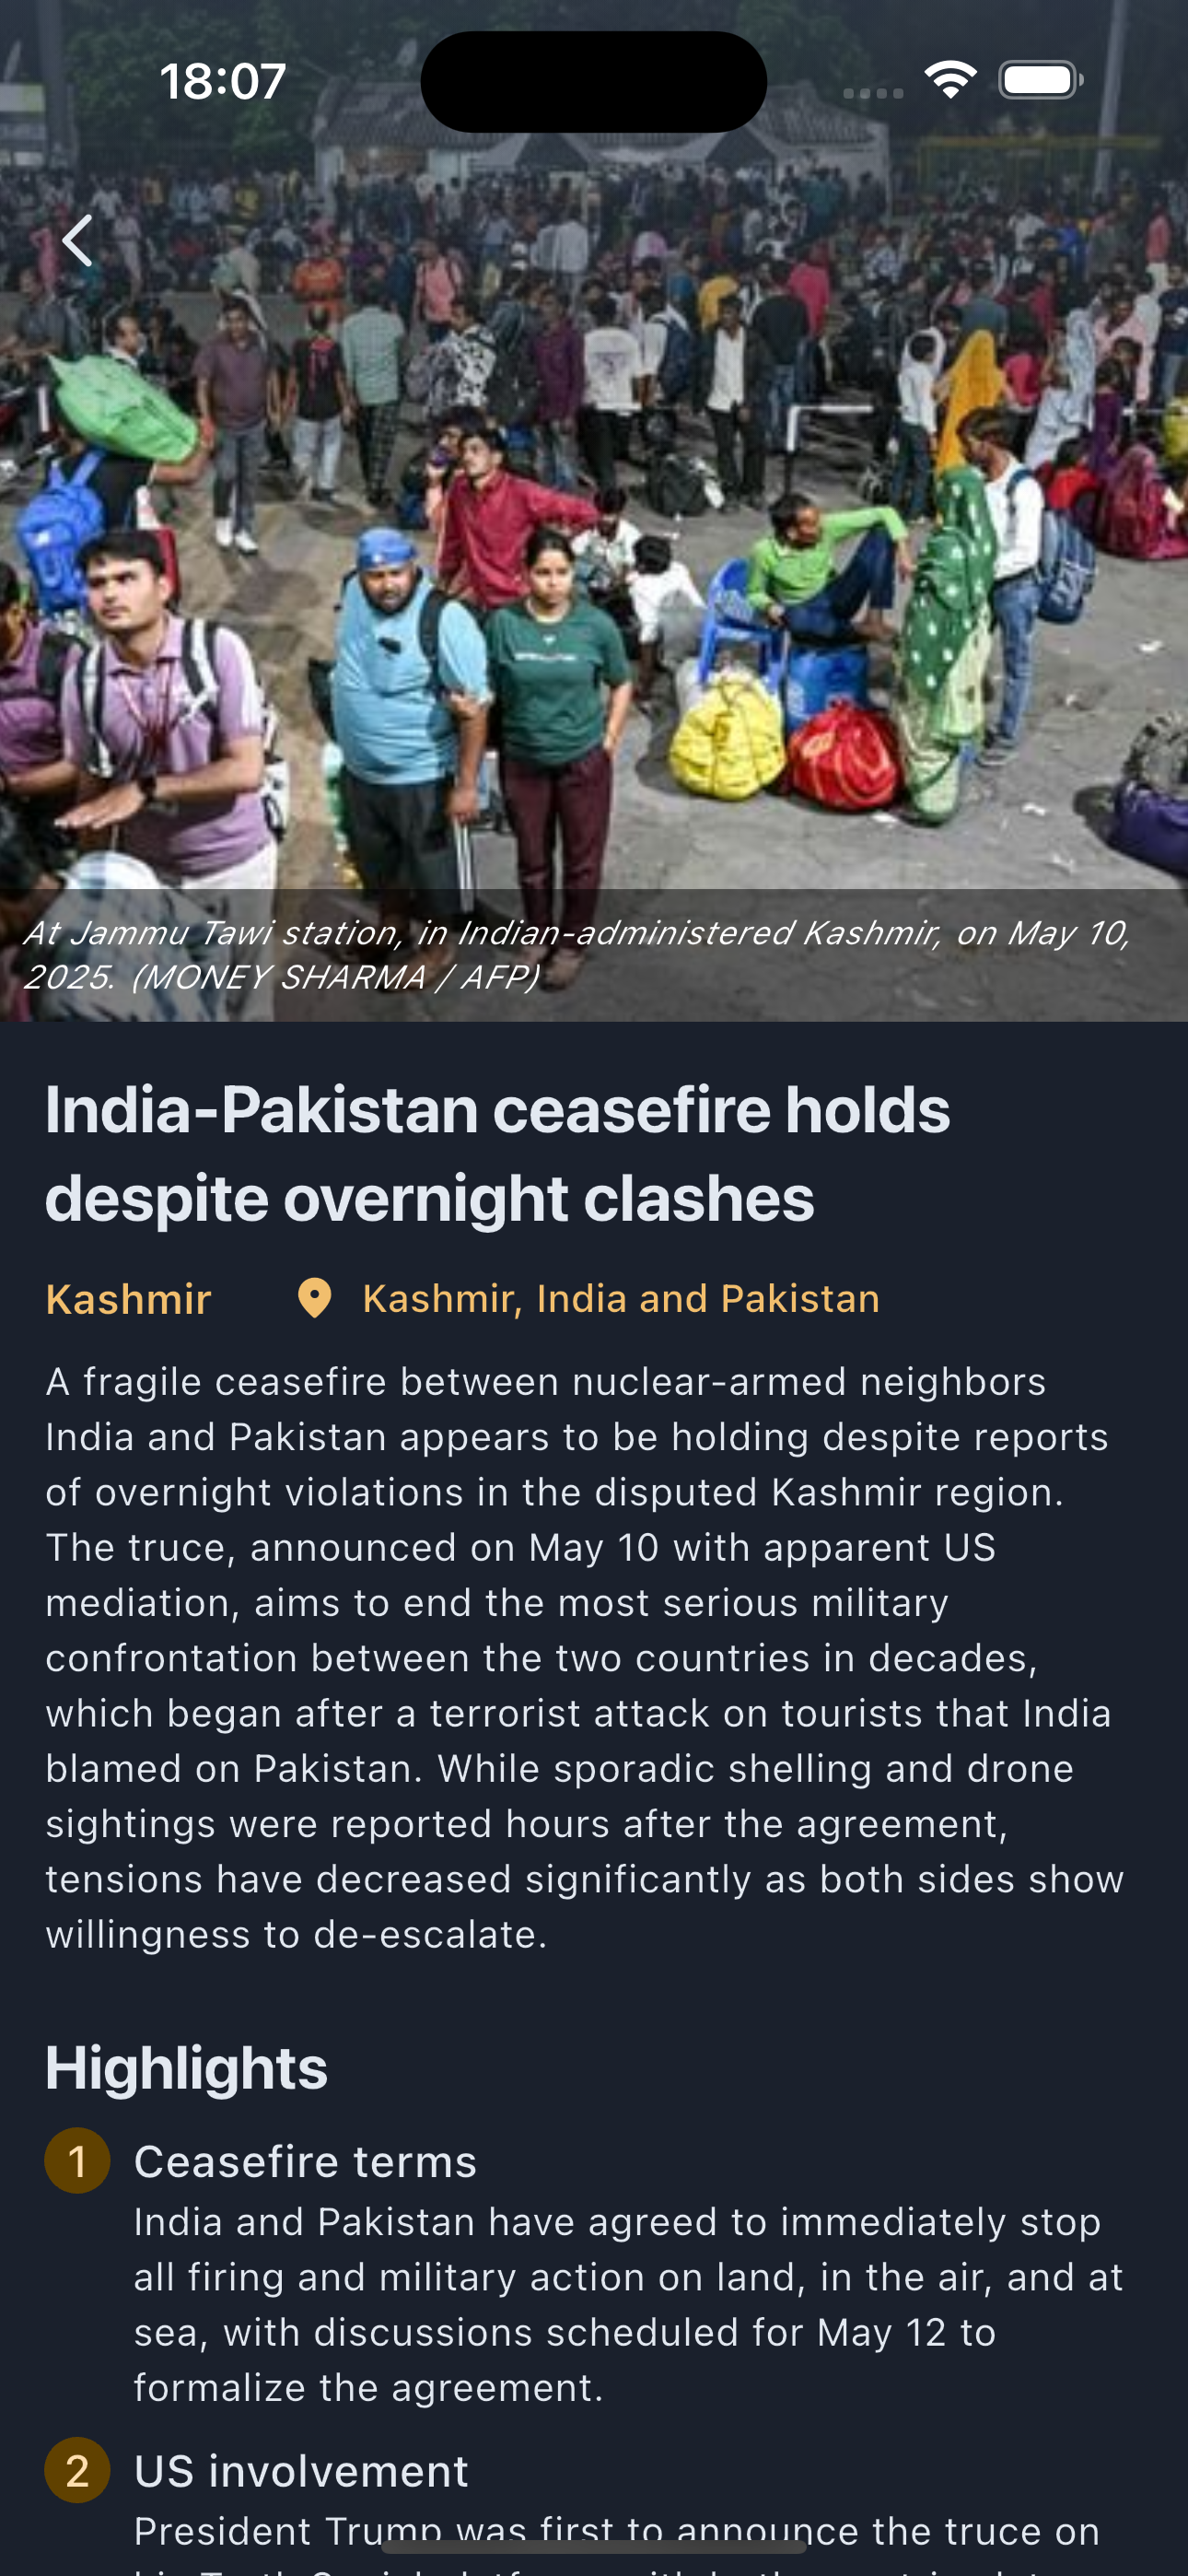 18:07
At Jammu Tawi station, in Indian-administered Kashmir, on May 10,
2025. (MONEY SHARMA / AFP)
India-Pakistan ceasefire holds
despite overnight clashes
Kashmir Kashmir, India and Pakistan
A fragile ceasefire between nuclear-armed neighbors
India and Pakistan appears to be holding despite reports
of overnight violations in the disputed Kashmir region.
The truce, announced on May 10 with apparent US
mediation, aims to end the most serious military
confrontation between the two countries in decades,
which began after a terrorist attack on tourists that India
blamed on Pakistan. While sporadic shelling and drone
sightings were reported hours after the agreement,
tensions have decreased significantly as both sides show
willingness to de-escalate.
Highlights
1 Ceasefire terms
India and Pakistan have agreed to immediately stop
all firing and military action on land, in the air, and at
sea, with discussions scheduled for May 12 to
formalize the agreement.
2 US involvement
President Trump was first to announce the truce on